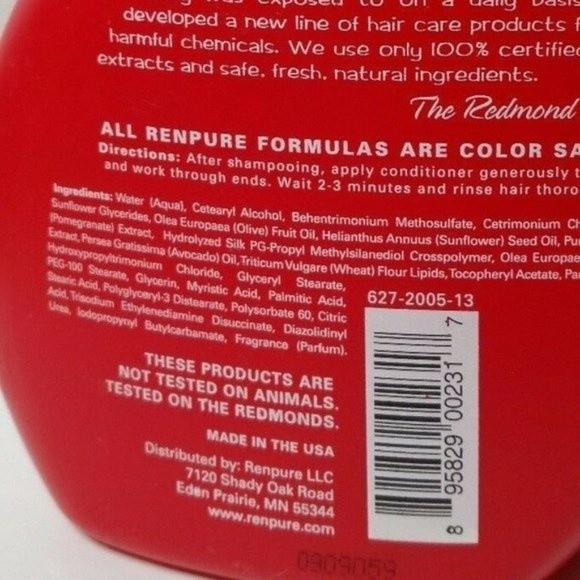 was exposed to on a daily basis
developed a new line of hair care products f
harmful chemicals. We use only 100% certified
extracts and safe, fresh, natural ingredients.
The Redmond
ALL RENPURE FORMULAS ARE COLOR SA
Directions: After shampooing, apply conditioner generously t
and work through ends. Wait 2-3 minutes and rinse hair thoro
Ingredients: Water (Aqua), Cetearyl Alcohol, Behentrimonium Methosulfate, Cetrimonium Ch
Sunflower Glycerides, Olea Europaea (Olive) Fruit Oil, Helianthus Annuus (Sunflower) Seed Oil, Pu
(Pomegranate) Extract, Hydrolyzed Silk PG-Propyl Methylsilanediol Crosspolymer, Olea Europae
Extract, Persea Gratissima (Avocado) Oil, Triticum Vulgare (Wheat) Flour Lipids, Tocopheryl Acetate, Pa
Hydroxypropyltrimonium Chloride, Glyceryl Stearate,
PEG-100 Stearate, Glycerin, Myristic Acid, Palmitic Acid,
Stearic Acid, Polyglyceryl-3 Distearate, Polysorbate 60, Citric
Acid, Trisodium Ethylenediamine Disuccinate, Diazolidinyl
Urea, Iodopropynyl Butylcarbamate, Fragrance (Parfum).
627-2005-13
THESE PRODUCTS ARE
NOT TESTED ON ANIMALS.
TESTED ON THE REDMONDS.
MADE IN THE USA
Distributed by: Renpure LLC
7120 Shady Oak Road
Eden Prairie, MN 55344
www.renpure.com
8 95829 00231 7
0909059